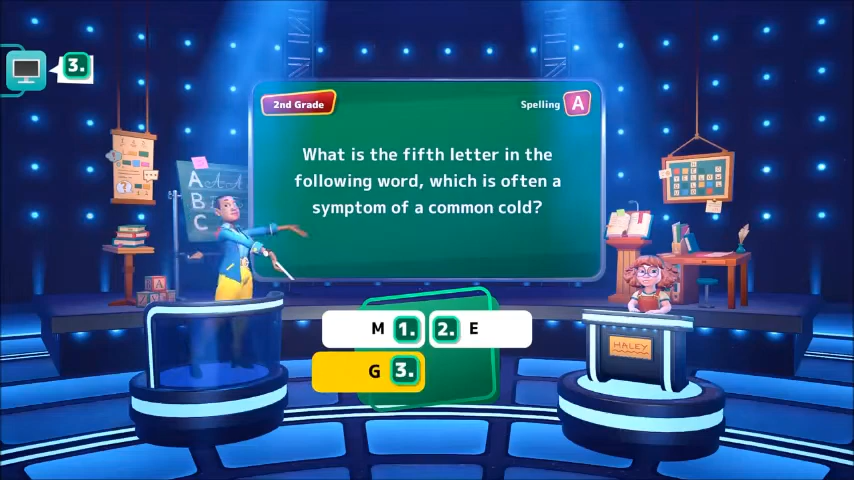 3.
2nd Grade
Spelling A
What is the fifth letter in the
following word, which is often a
symptom of a common cold?
A
B
C
A
M 1.
2. E
G 3.
HALEY